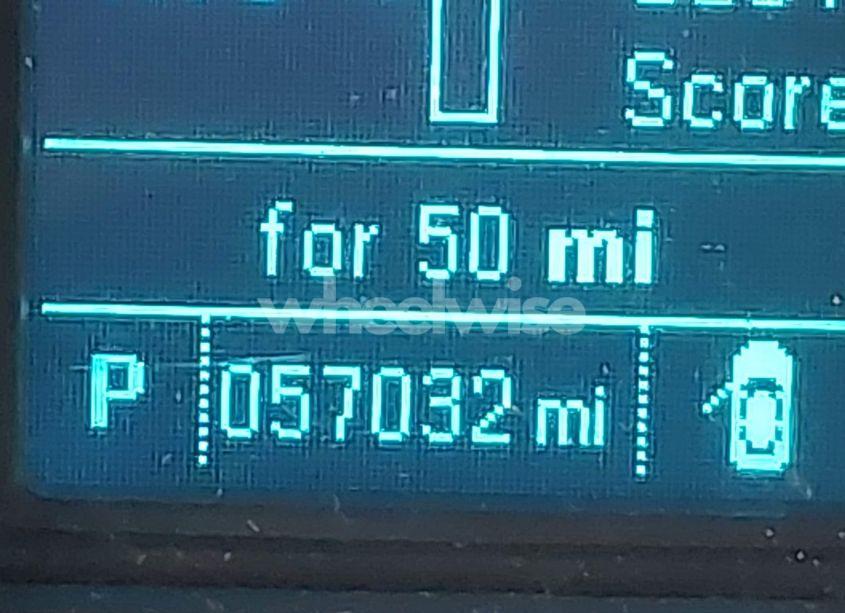 Score
for 50 mi
wheelwise
P 057032 mi